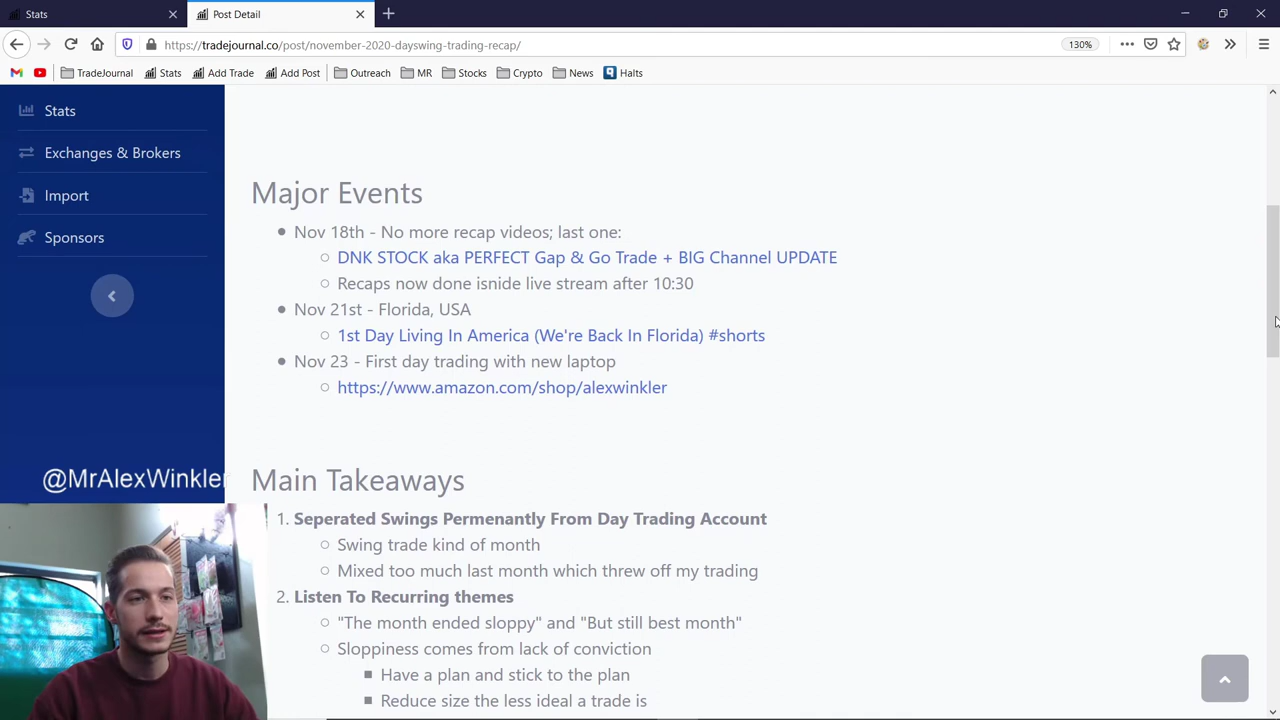 Stats
Post Detail
https://tradejournal.co/post/november-2020-dayswing-trading-recap/
130%
TradeJournal
Stats
Add Trade
Add Post
Outreach
MR
Stocks
Crypto
News
Halts
Stats
Exchanges & Brokers
Import
Sponsors
Major Events
Nov 18th - No more recap videos; last one:
DNK STOCK aka PERFECT Gap & Go Trade + BIG Channel UPDATE
Recaps now done isnide live stream after 10:30
Nov 21st - Florida, USA
1st Day Living In America (We're Back In Florida) #shorts
Nov 23 - First day trading with new laptop
https://www.amazon.com/shop/alexwinkler
@MrAlexWinkler
Main Takeaways
1. Seperated Swings Permenantly From Day Trading Account
Swing trade kind of month
Mixed too much last month which threw off my trading
2. Listen To Recurring themes
"The month ended sloppy" and "But still best month"
Sloppiness comes from lack of conviction
Have a plan and stick to the plan
Reduce size the less ideal a trade is